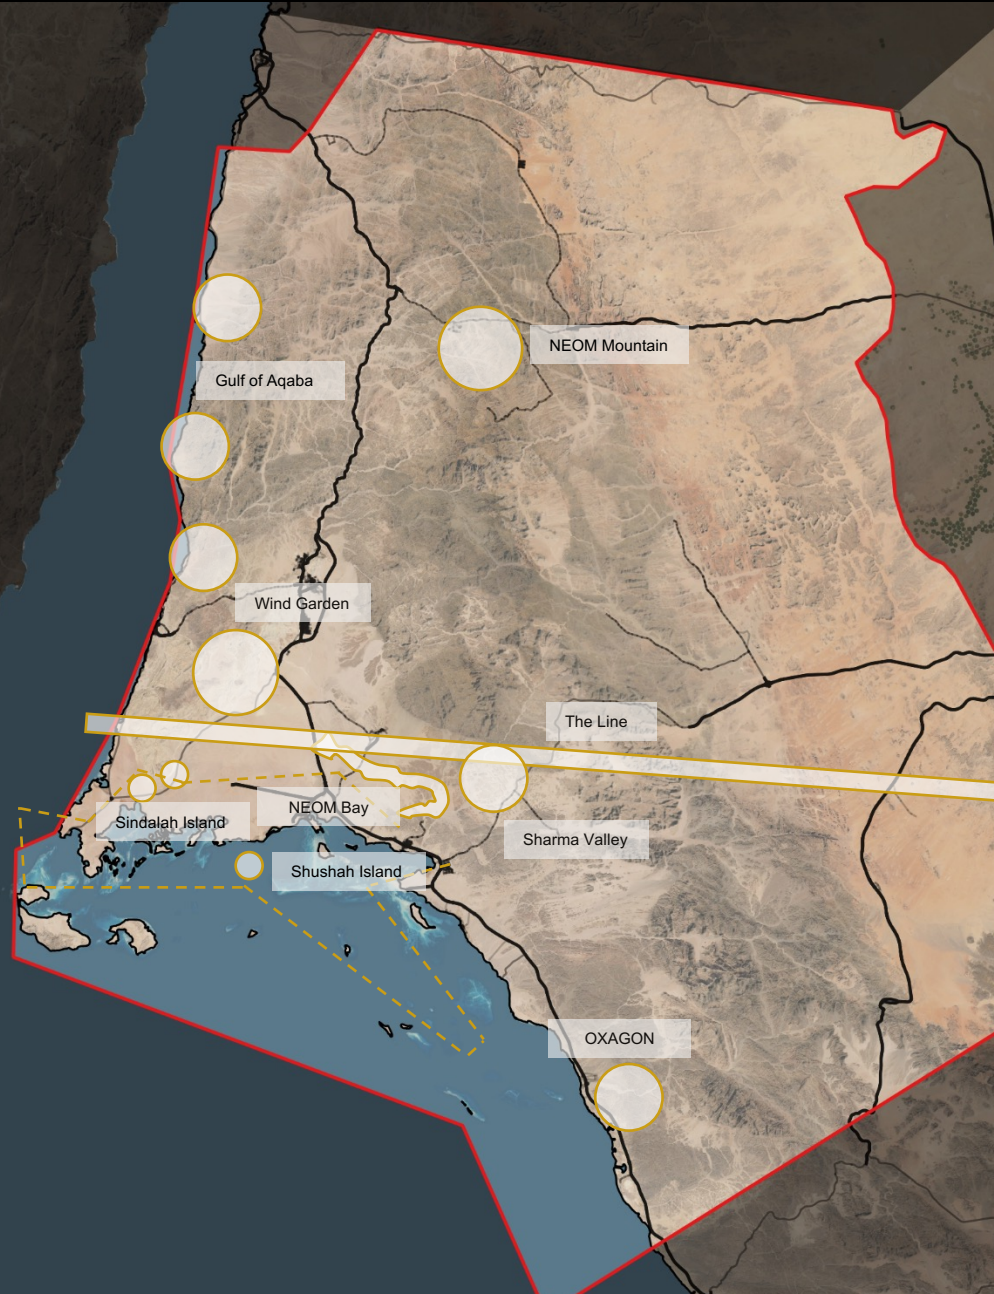 NEOM Mountain
Gulf of Aqaba
Wind Garden
The Line
NEOM Bay
Sindalah Island
Sharma Valley
Shushah Island
OXAGON